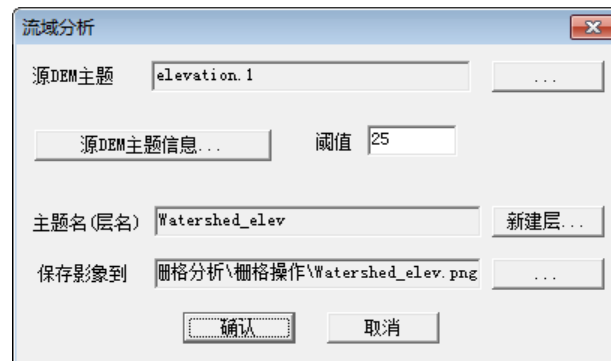 流域分析
源DEM主题 elevation.1 ...
源DEM主题信息... 阈值 25
主题名(层名) Watershed_elev 新建层...
保存影象到 栅格分析\栅格操作\Watershed_elev.png ...
确认 取消